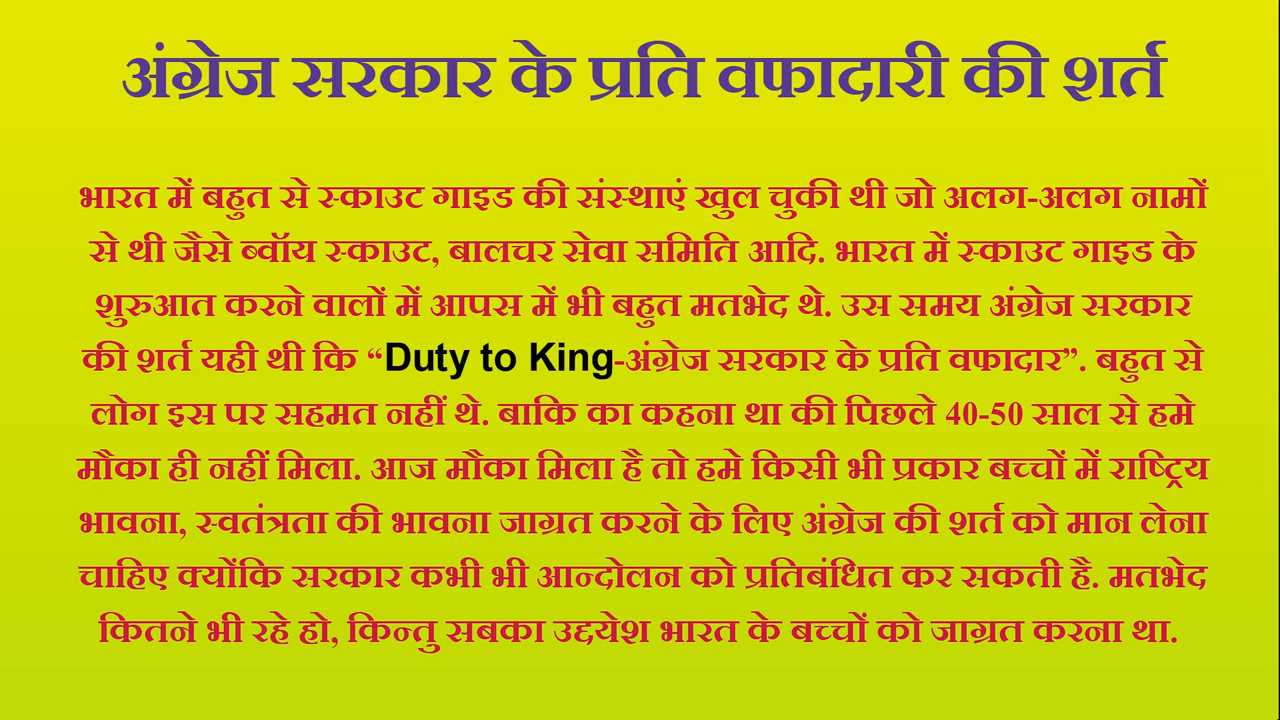 अंग्रेज सरकार के प्रति वफादारी की शर्त
भारत में बहुत से स्काउट गाइड की संस्थाएं खुल चुकी थी जो अलग-अलग नामों
से थी जैसे ब्वॉय स्काउट, बालचर सेवा समिति आदि. भारत में स्काउट गाइड के
शुरुआत करने वालों में आपस में भी बहुत मतभेद थे. उस समय अंग्रेज सरकार
की शर्त यही थी कि “Duty to King-अंग्रेज सरकार के प्रति वफादार”. बहुत से
लोग इस पर सहमत नहीं थे. बाकि का कहना था की पिछले 40-50 साल से हमे
मौका ही नहीं मिला. आज मौका मिला है तो हमे किसी भी प्रकार बच्चों में राष्ट्रिय
भावना, स्वतंत्रता की भावना जाग्रत करने के लिए अंग्रेज की शर्त को मान लेना
चाहिए क्योंकि सरकार कभी भी आन्दोलन को प्रतिबंधित कर सकती है. मतभेद
कितने भी रहे हो, किन्तु सबका उद्दयेश भारत के बच्चों को जाग्रत करना था.